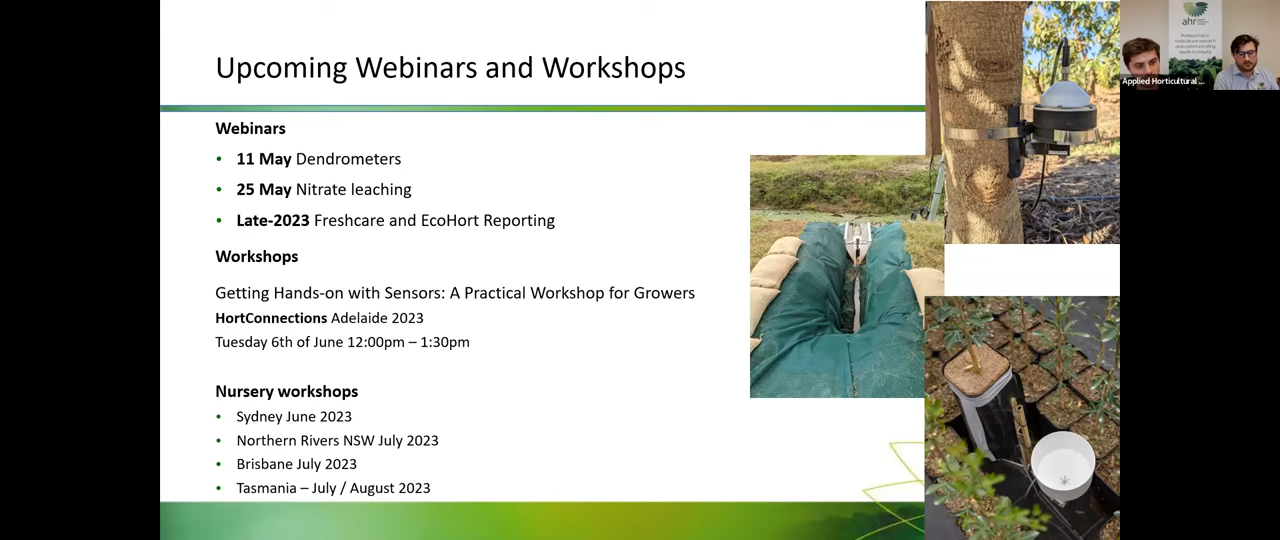 Upcoming Webinars and Workshops
Webinars
• 11 May Dendrometers
• 25 May Nitrate leaching
• Late-2023 Freshcare and EcoHort Reporting
Workshops
Getting Hands-on with Sensors: A Practical Workshop for Growers
HortConnections Adelaide 2023
Tuesday 6th of June 12:00pm – 1:30pm
Nursery workshops
• Sydney June 2023
• Northern Rivers NSW July 2023
• Brisbane July 2023
• Tasmania – July / August 2023
ahr
Applied Horticultural ...